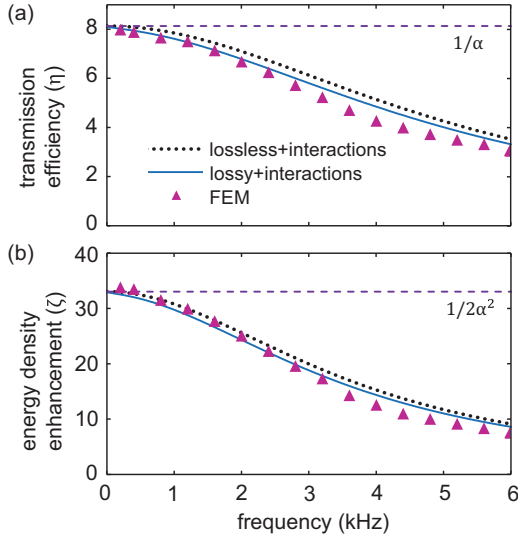 (a)
8
6
4
2
0
transmission
efficiency (η)
1/α
lossless+interactions
lossy+interactions
FEM
(b)
40
30
20
10
0
energy density
enhancement (ζ)
1/2α²
0 1 2 3 4 5 6
frequency (kHz)